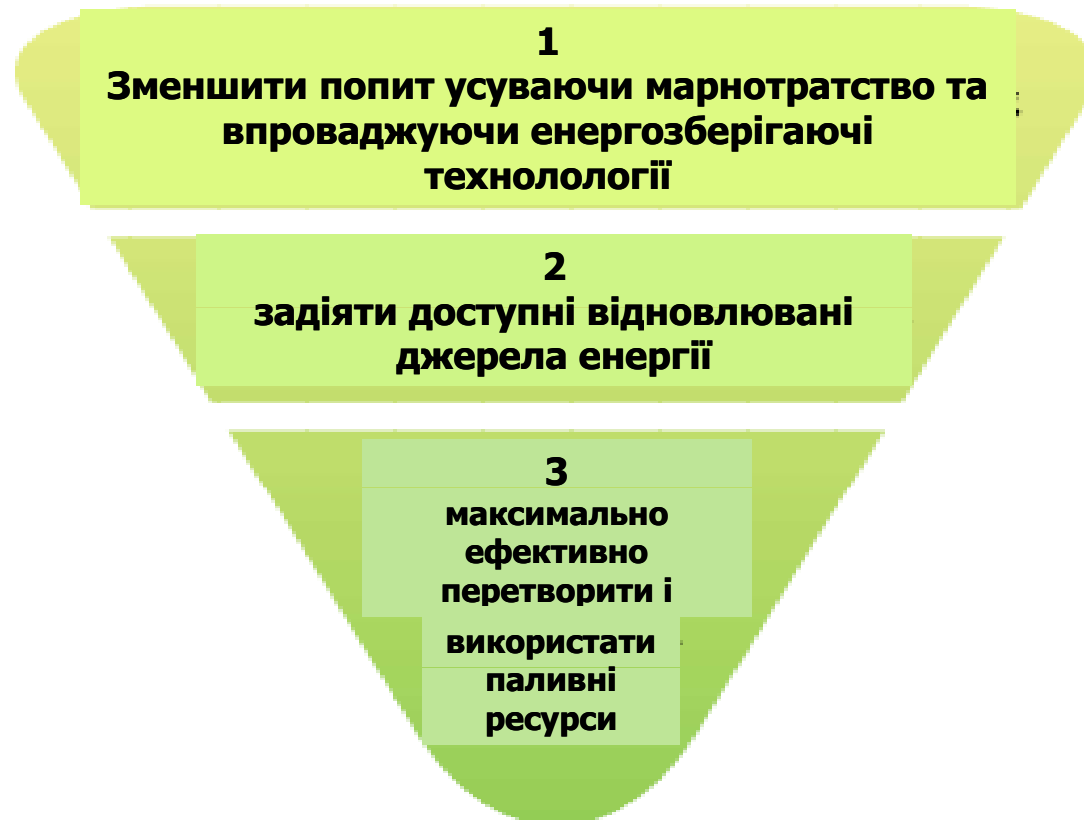 1
Зменшити попит усуваючи марнотратство та
впроваджуючи енергозберігаючі
технолології
2
задіяти доступні відновлювані
джерела енергії
3
максимально
ефективно
перетворити і
використати
паливні
ресурси